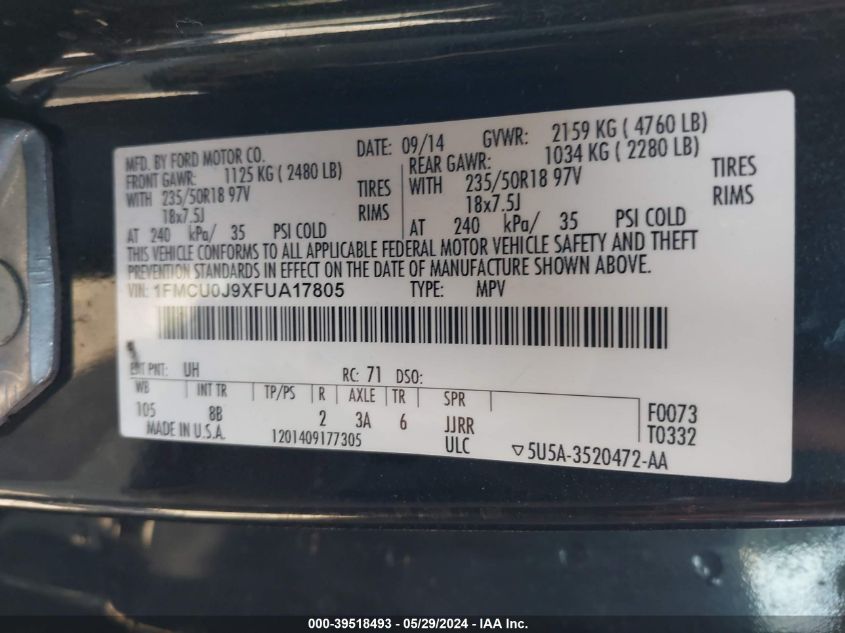 MFD. BY FORD MOTOR CO. DATE: 09/14 GVWR: 2159 KG ( 4760 LB)
FRONT GAWR: 1125 KG ( 2480 LB) REAR GAWR: 1034 KG ( 2280 LB)
WITH 235/50R18 97V TIRES WITH 235/50R18 97V TIRES
18x7.5J RIMS 18x7.5J RIMS
AT 240 kPa/ 35 PSI COLD AT 240 kPa/ 35 PSI COLD
THIS VEHICLE CONFORMS TO ALL APPLICABLE FEDERAL MOTOR VEHICLE SAFETY AND THEFT
PREVENTION STANDARDS IN EFFECT ON THE DATE OF MANUFACTURE SHOWN ABOVE.
VIN: 1FMCU0J9XFUA17805 TYPE: MPV
EXT PNT: UH RC: 71 DSO:
WB INT TR TP/PS R AXLE TR SPR
105 8B 2 3A 6 JJRR F0073
MADE IN U.S.A. 1201409177305 ULC T0332
▽5U5A-3520472-AA
000-39518493 - 05/29/2024 - IAA Inc.